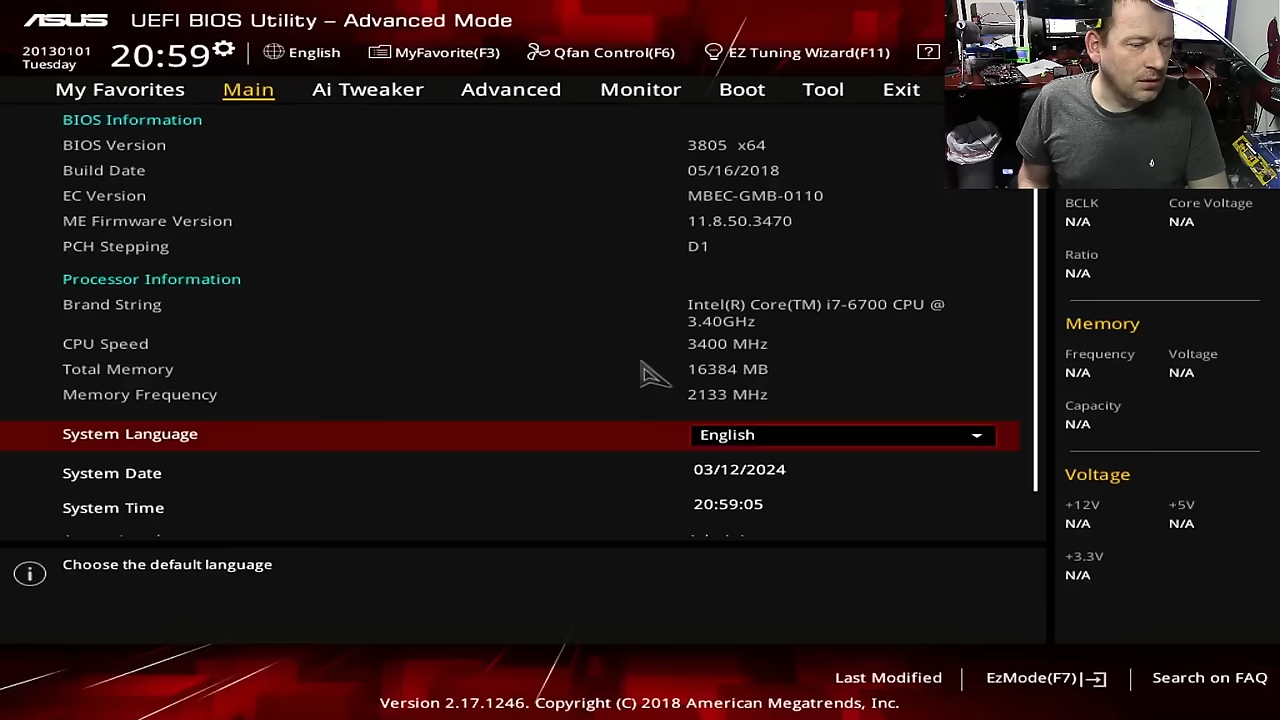 ASUS UEFI BIOS Utility – Advanced Mode
20130101
Tuesday
20:59
English
MyFavorite(F3)
Qfan Control(F6)
EZ Tuning Wizard(F11)
?
My Favorites Main Ai Tweaker Advanced Monitor Boot Tool Exit
BIOS Information
BIOS Version 3805 x64
Build Date 05/16/2018
EC Version MBEC-GMB-0110
ME Firmware Version 11.8.50.3470
PCH Stepping D1
Processor Information
Brand String Intel(R) Core(TM) i7-6700 CPU @
3.40GHz
CPU Speed 3400 MHz
Total Memory 16384 MB
Memory Frequency 2133 MHz
System Language English
System Date 03/12/2024
System Time 20:59:05
i Choose the default language
BCLK Core Voltage
N/A N/A
Ratio
N/A
Memory
Frequency Voltage
N/A N/A
Capacity
N/A
Voltage
+12V +5V
N/A N/A
+3.3V
N/A
Last Modified
EzMode(F7)
Search on FAQ
Version 2.17.1246. Copyright (C) 2018 American Megatrends, Inc.